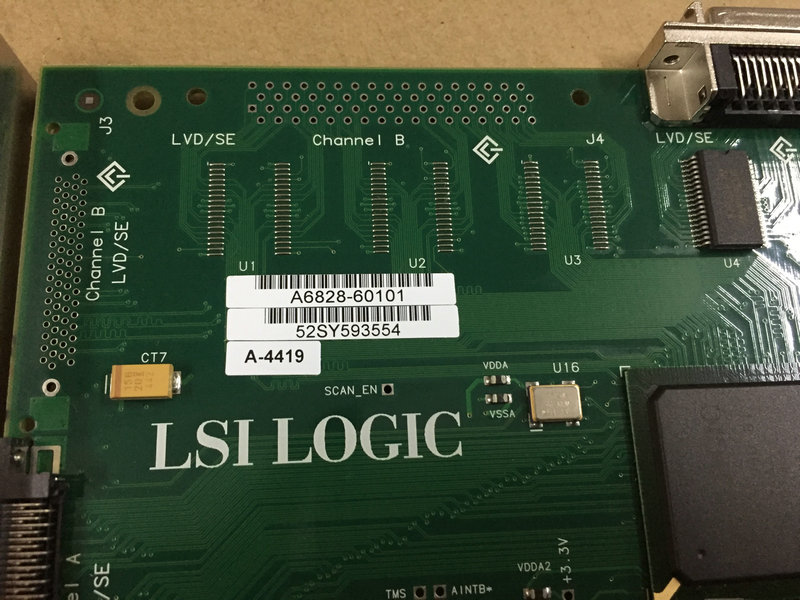 J3
LVD/SE
Channel B
J4
LVD/SE
Channel B
LVD/SE
U1
U2
U3
U4
A6828-60101
52SY593554
A-4419
CT7
SCAN_EN
VDDA
VSSA
U16
LSI LOGIC
VDDA2
+3.3V
TMS
AINTB*
el A
/SE